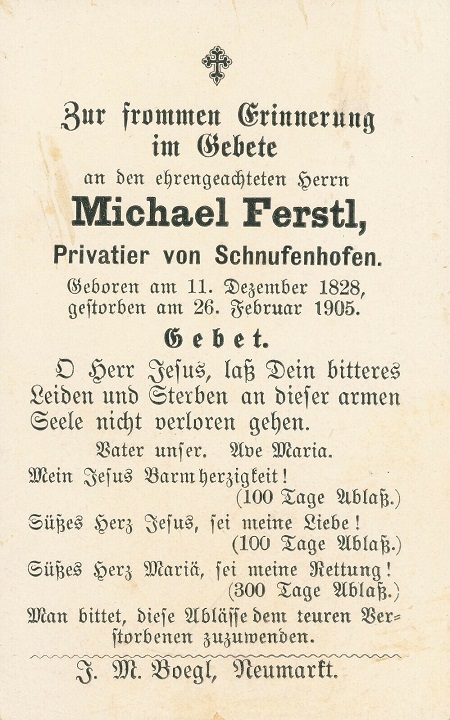 Zur frommen Erinnerung
im Gebete
an den ehrengeachteten Herrn
Michael Ferstl,
Privatier von Schnufenhofen.
Geboren am 11. Dezember 1828,
gestorben am 26. Februar 1905.
Gebet.
O Herr Jesus, laß Dein bitteres
Leiden und Sterben an dieser armen
Seele nicht verloren gehen.
Vater unser. Ave Maria.
Mein Jesus Barmherzigkeit!
(100 Tage Ablaß.)
Süßes Herz Jesus, sei meine Liebe!
(100 Tage Ablaß.)
Süßes Herz Mariä, sei meine Rettung!
(300 Tage Ablaß.)
Man bittet, diese Ablässe dem teuren Ver=
storbenen zuzuwenden.
J. M. Boegl, Neumarkt.